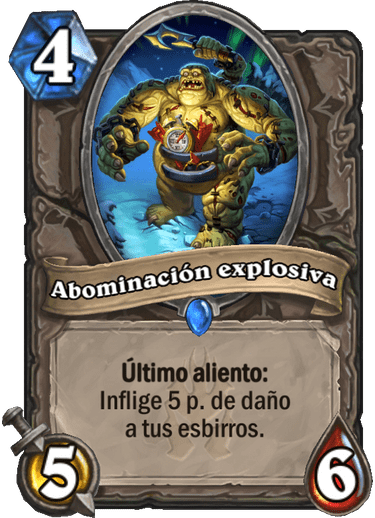 4
Abominación explosiva
Último aliento:
Inflige 5 p. de daño
a tus esbirros.
5
6